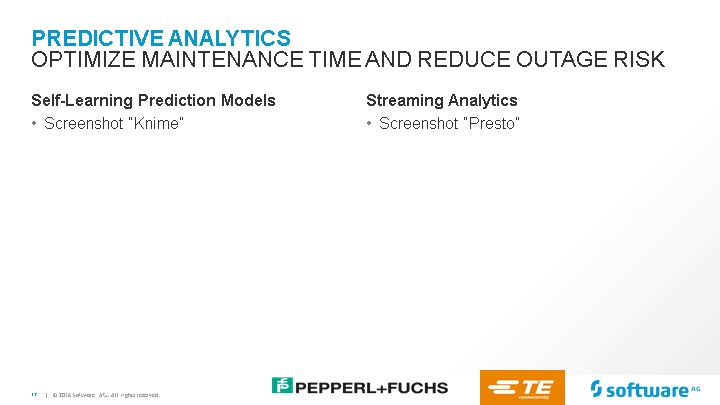 PREDICTIVE ANALYTICS
OPTIMIZE MAINTENANCE TIME AND REDUCE OUTAGE RISK
Self-Learning Prediction Models
• Screenshot "Knime"
Streaming Analytics
• Screenshot "Presto"
17 | © 2016 Software AG. All rights reserved.
PEPPERL+FUCHS
TE
connectivity
software AG